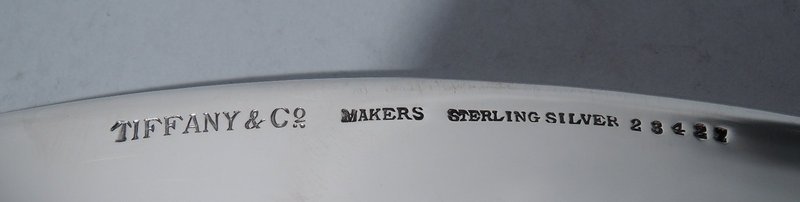 TIFFANY & Co MAKERS STERLING SILVER 23427